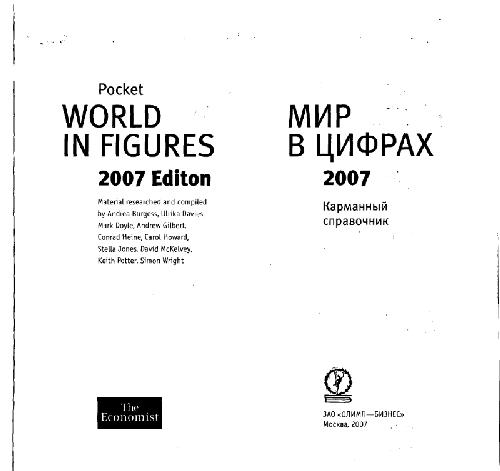 Pocket
WORLD
IN FIGURES
2007 Editon
Material researched and compiled
by Andrea Burgess, Ulrika Davies
Mark Doyle, Andrew Gilbert,
Conrad Heine, Carol Howard,
Stella Jones, David McKelvey,
Keith Potter, Simon Wright
The
Economist
МИР
В ЦИФРАХ
2007
Карманный
справочник
ЗАО «ОЛИМП—БИЗНЕС»
Москва, 2007